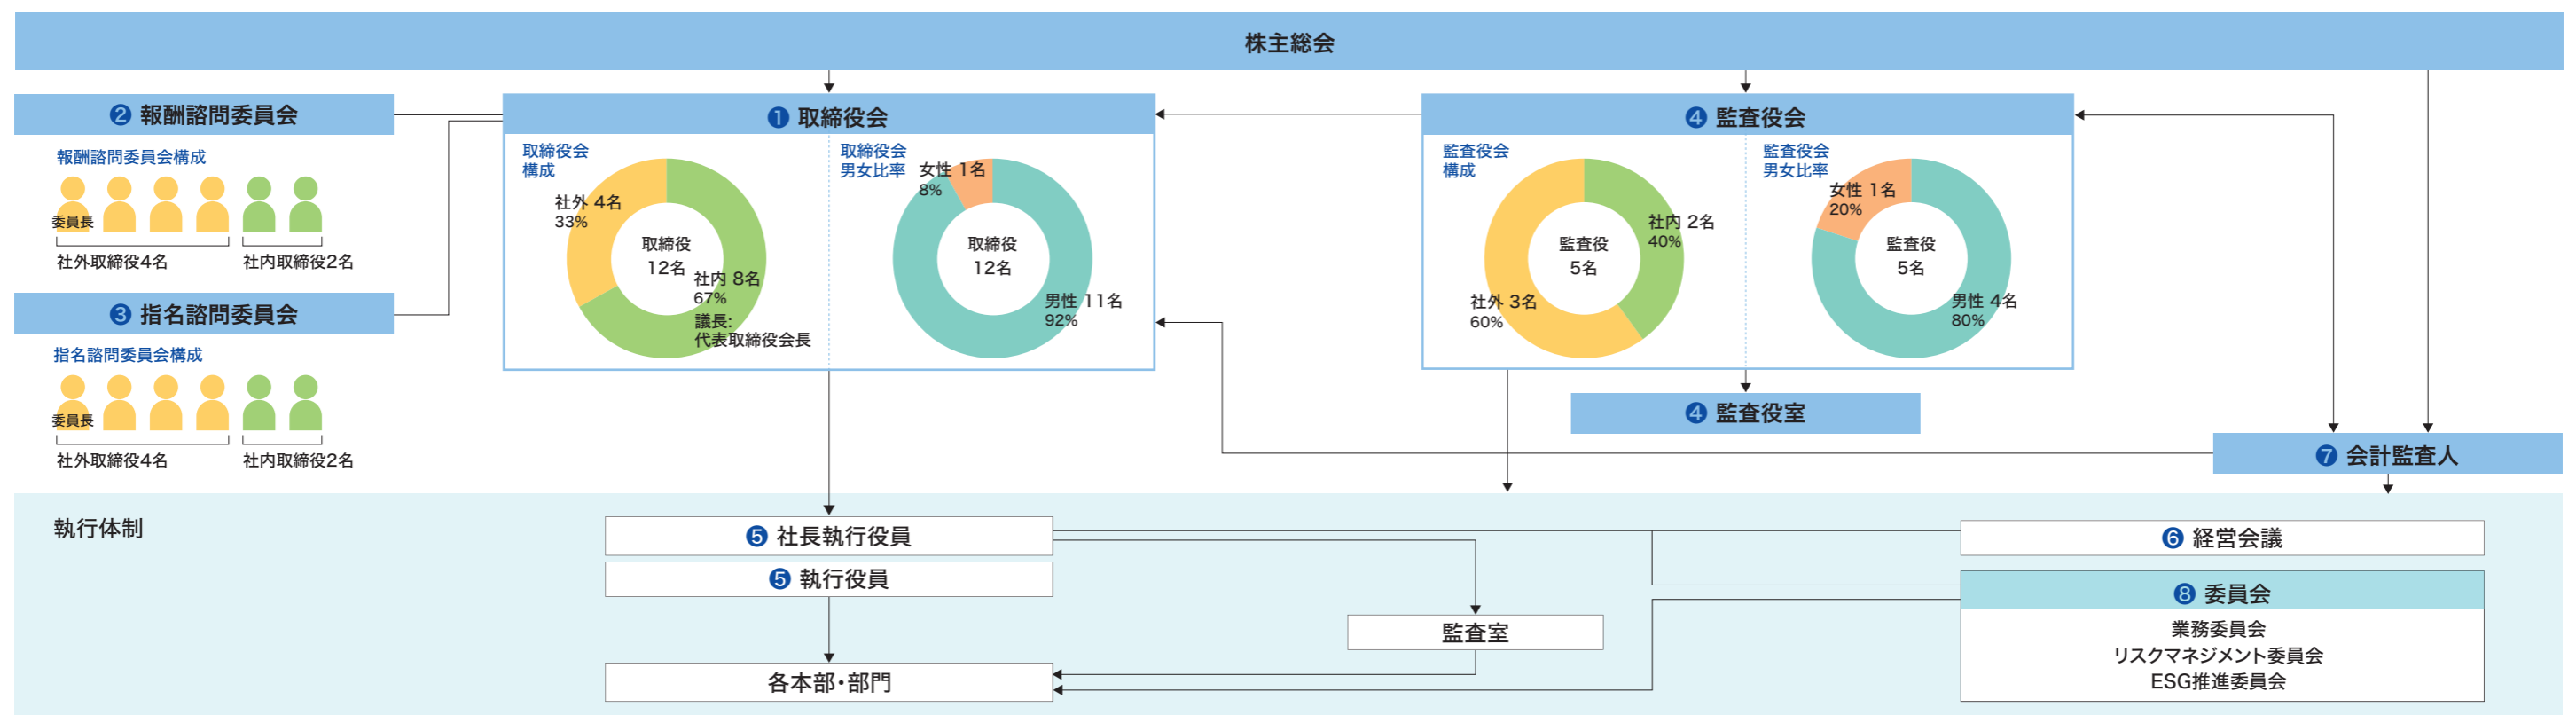 株主総会
❷ 報酬諮問委員会
報酬諮問委員会構成
委員長
社外取締役4名
社内取締役2名
❸ 指名諮問委員会
指名諮問委員会構成
委員長
社外取締役4名
社内取締役2名
❶ 取締役会
取締役会
構成
社外 4名
33%
取締役
12名
社内 8名
67%
議長:
代表取締役会長
取締役会
男女比率
女性 1名
8%
取締役
12名
男性 11名
92%
❹ 監査役会
監査役会
構成
社内 2名
40%
監査役
5名
社外 3名
60%
監査役会
男女比率
女性 1名
20%
監査役
5名
男性 4名
80%
❹ 監査役室
❼ 会計監査人
執行体制
❺ 社長執行役員
❺ 執行役員
各本部・部門
監査室
❻ 経営会議
❽ 委員会
業務委員会
リスクマネジメント委員会
ESG推進委員会